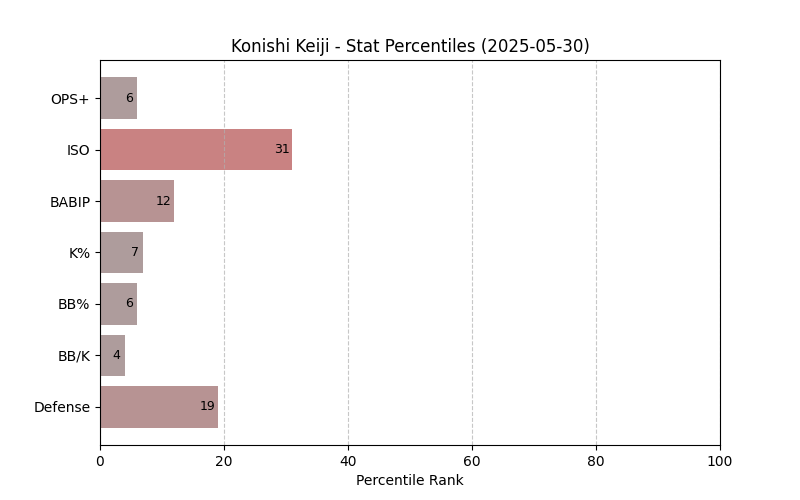 Konishi Keiji - Stat Percentiles (2025-05-30)
OPS+ 6
ISO 31
BABIP 12
K% 7
BB% 6
BB/K 4
Defense 19
0 20 40 60 80 100
Percentile Rank